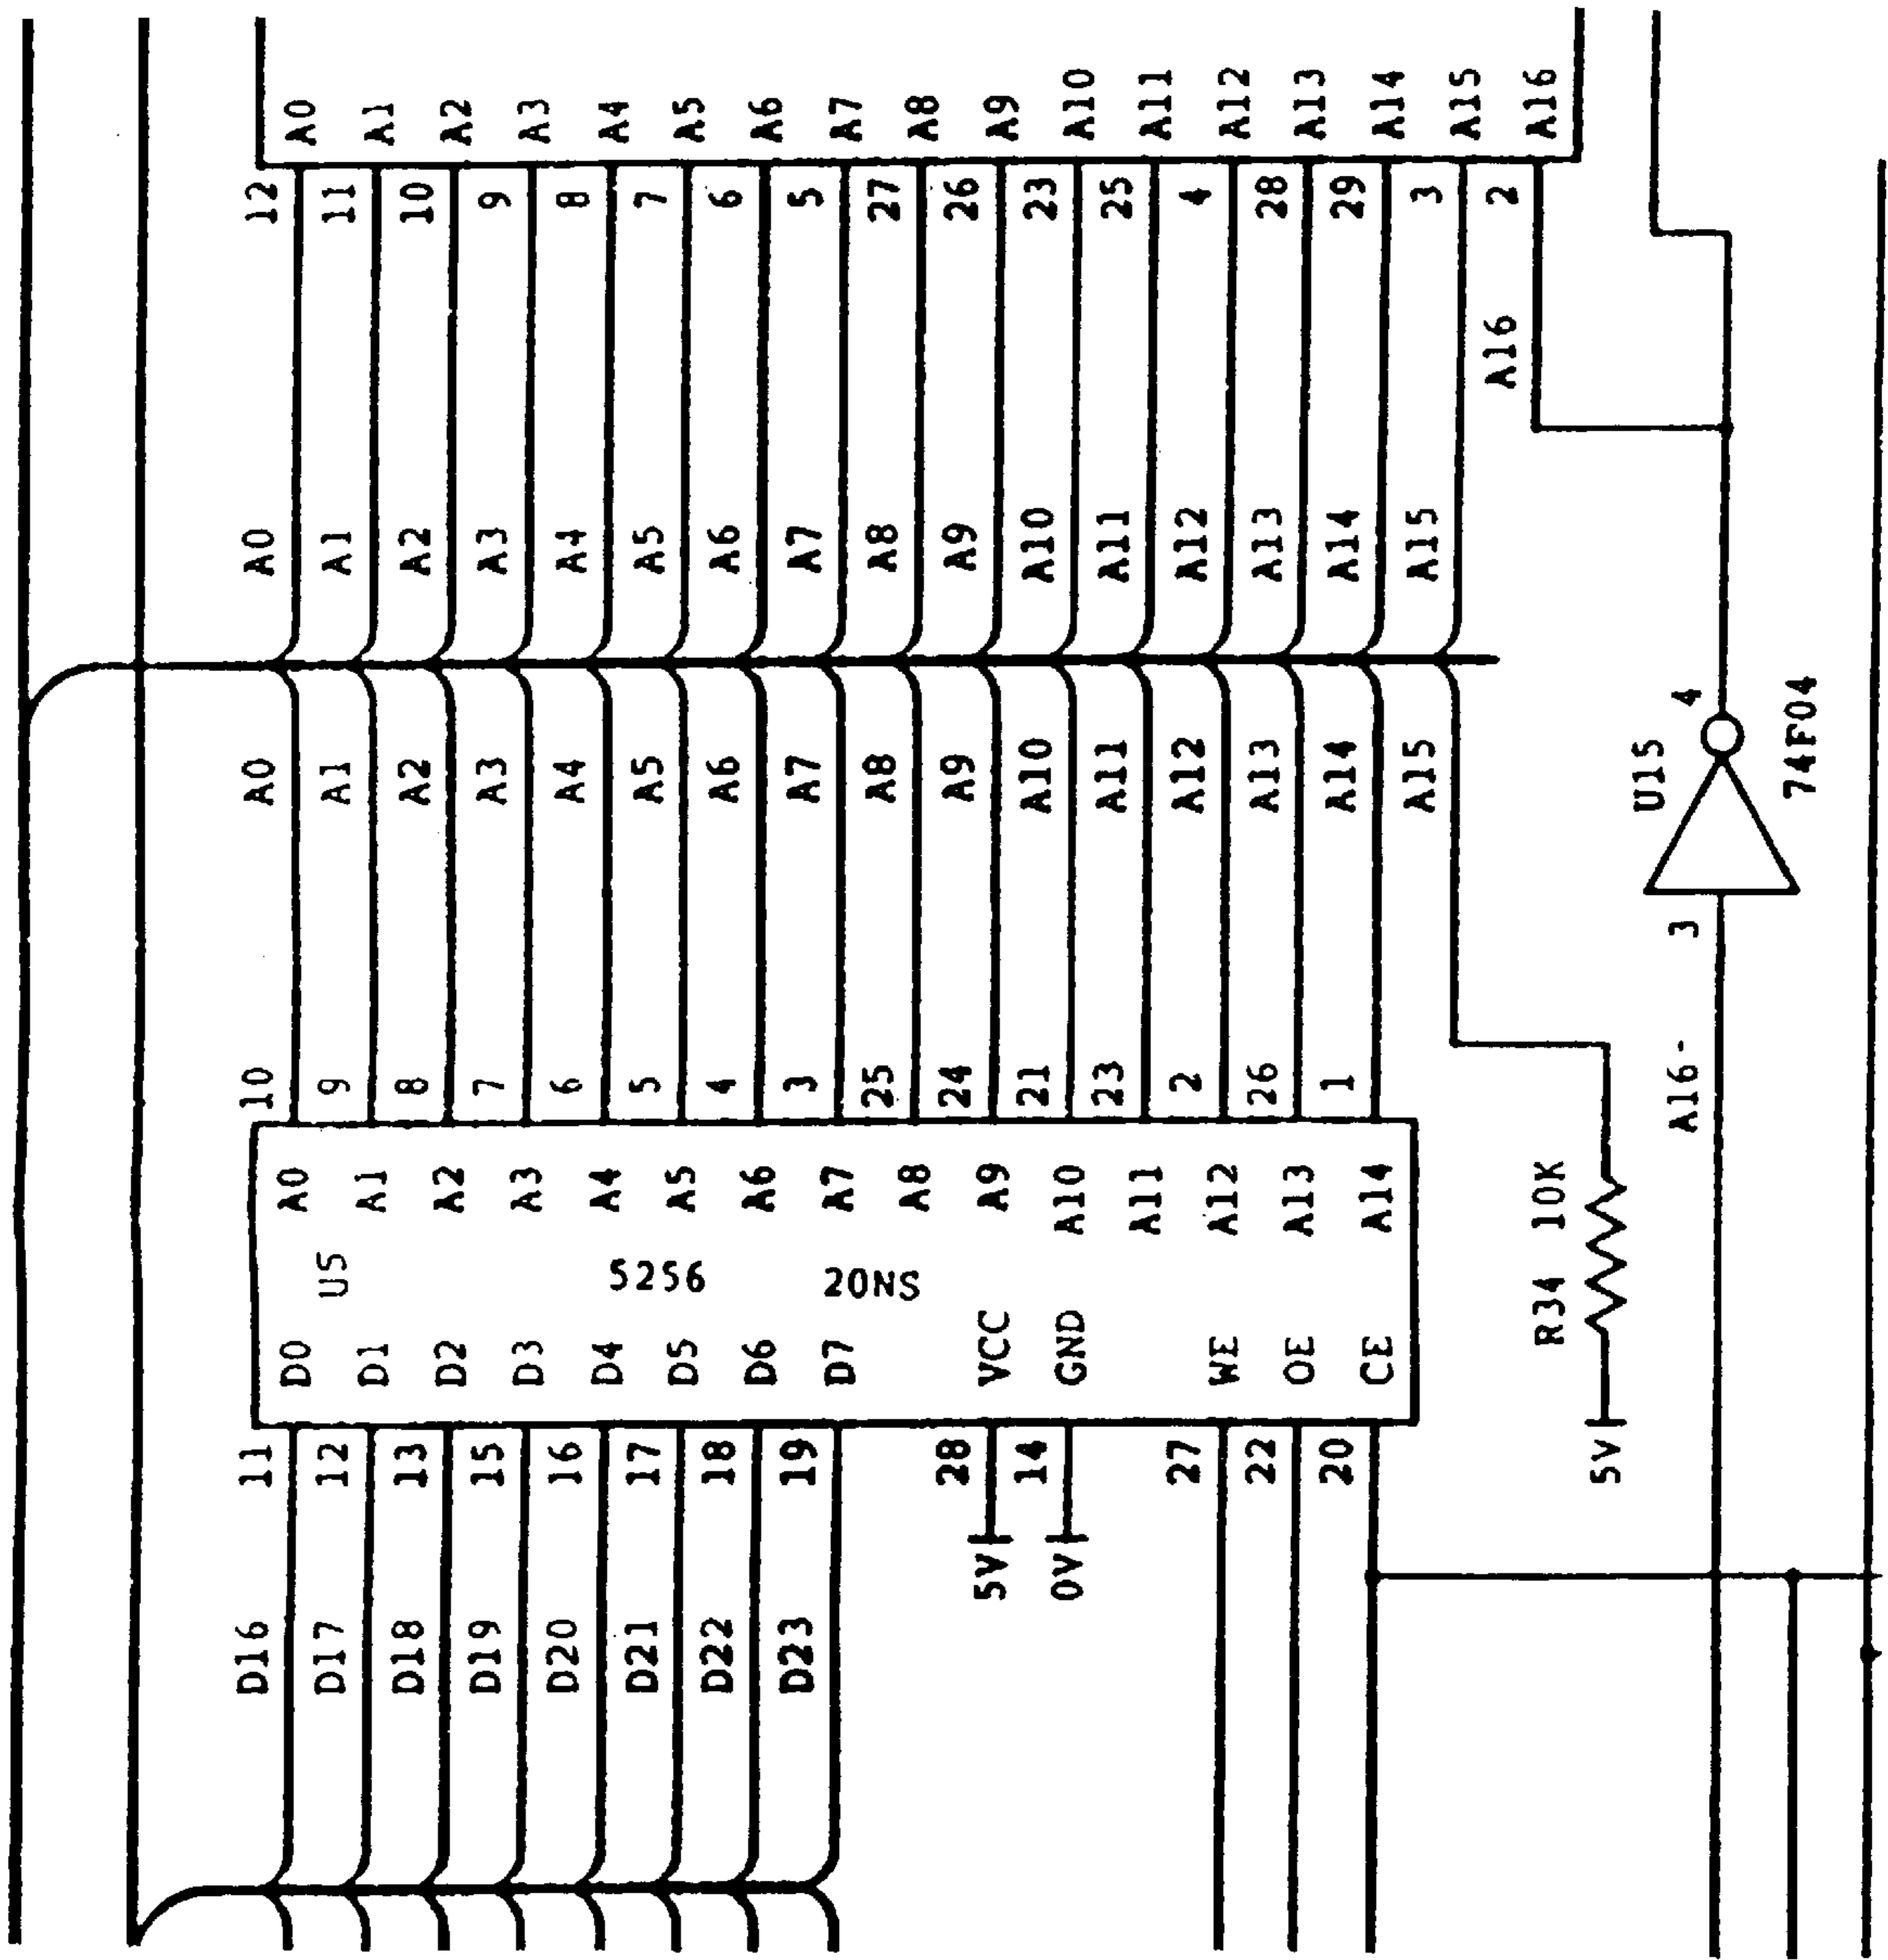 D16 11 10 A0 A0 12
D0 A0 A0
U5
D17 12 9 A1 A1 11
D1 A1 A1
D18 13 8 A2 A2 10
D2 A2 A2
D19 15 7 A3 A3 9
D3 A3 A3
D20 16 6 A4 A4 8
D4 A4 A4
5256
D21 17 5 A5 A5 7
D5 A5 A5
D22 18 4 A6 A6 6
D6 A6 A6
D23 19 3 A7 A7 5
D7 A7 A7
20NS
25 A8 A8 27
A8 A8
28 24 A9 A9 26
5V VCC A9 A9
14 21 A10 A10 23
0V GND A10 A10
23 A11 A11 25
A11 A11
27 2 A12 A12 4
WE A12 A12
22 26 A13 A13 28
OE A13 A13
20 1 A14 A14 29
CE A14 A14
A15 A15 3
A15
A16 2
R34 10K A16
5V
U15
A16- 3 4
74F04